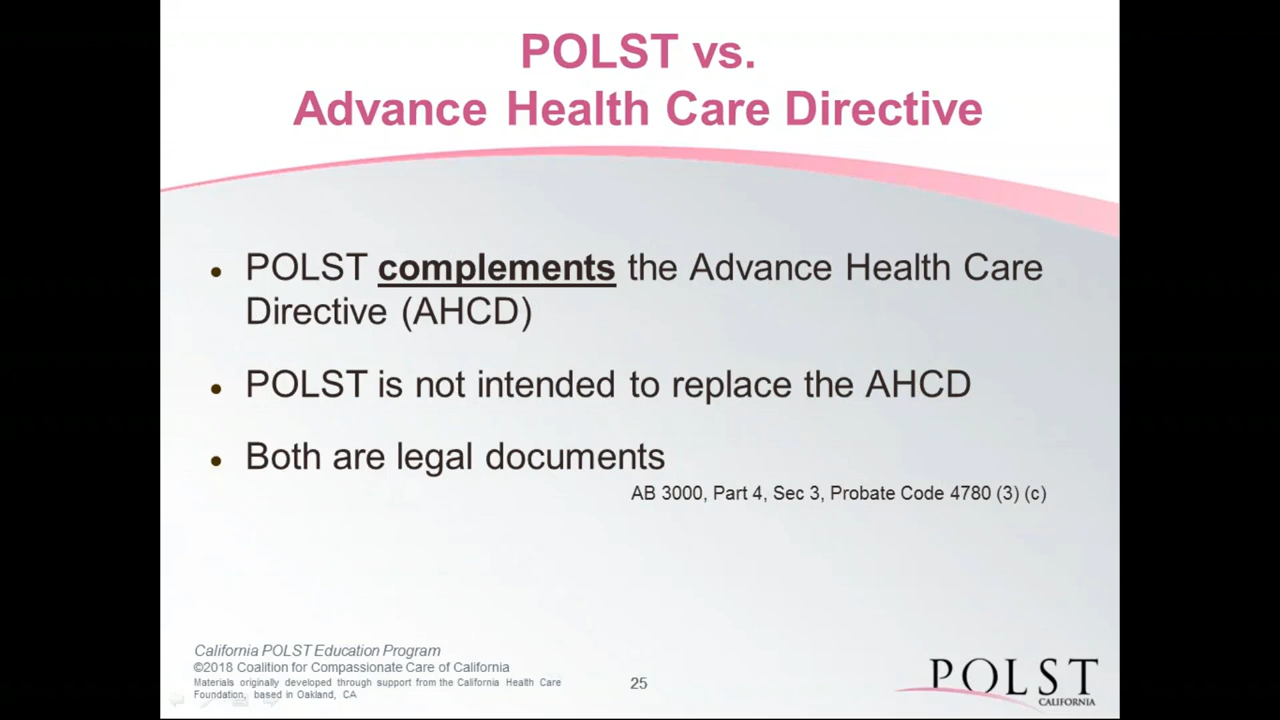 POLST vs.
Advance Health Care Directive
• POLST complements the Advance Health Care
Directive (AHCD)
• POLST is not intended to replace the AHCD
• Both are legal documents
AB 3000, Part 4, Sec 3, Probate Code 4780 (3) (c)
California POLST Education Program
©2018 Coalition for Compassionate Care of California
Materials originally developed through support from the California Health Care
Foundation, based in Oakland, CA
25
POLST
CALIFORNIA